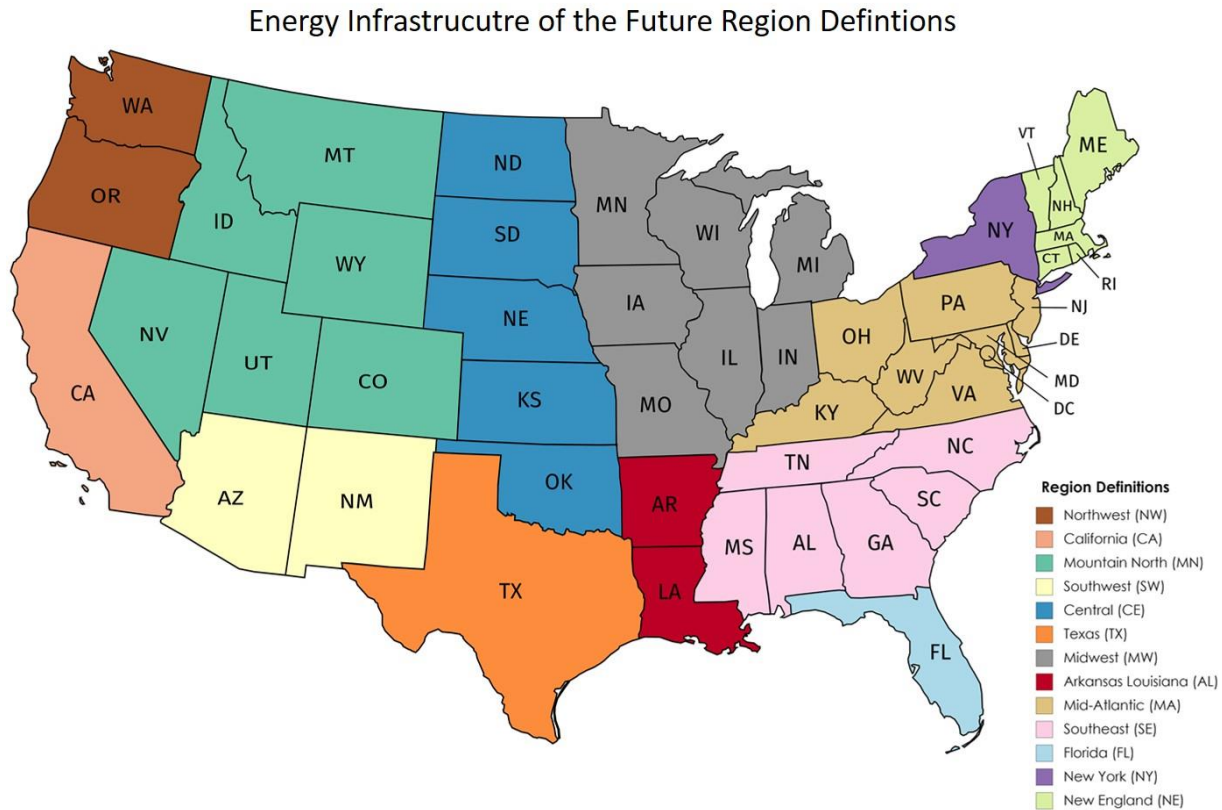 Energy Infrastrucutre of the Future Region Defintions
WA
MT
ND
MN
ME
VT
OR
ID
SD
WI
NH
NY
MA
WY
MI
CT
RI
IA
NE
PA
NJ
NV
OH
DE
UT
IL
IN
CO
WV
MD
CA
KS
MO
VA
DC
KY
NC
TN
OK
AZ
NM
AR
SC
MS
AL
GA
TX
LA
FL
Region Definitions
Northwest (NW)
California (CA)
Mountain North (MN)
Southwest (SW)
Central (CE)
Texas (TX)
Midwest (MW)
Arkansas Louisiana (AL)
Mid-Atlantic (MA)
Southeast (SE)
Florida (FL)
New York (NY)
New England (NE)